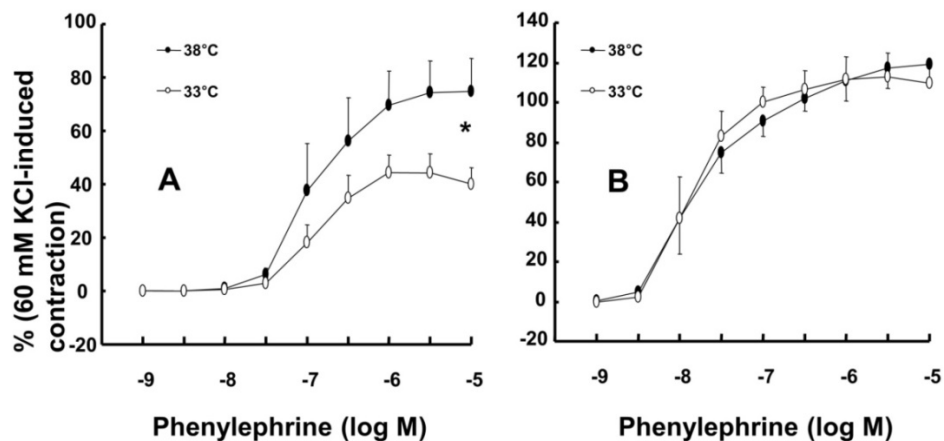 % (60 mM KCl-induced
contraction)
100
80
60
40
20
0
-20
38°C
33°C
A
*
-9
-8
-7
-6
-5
Phenylephrine (log M)
140
120
100
80
60
40
20
0
-20
38°C
33°C
B
-9
-8
-7
-6
-5
Phenylephrine (log M)